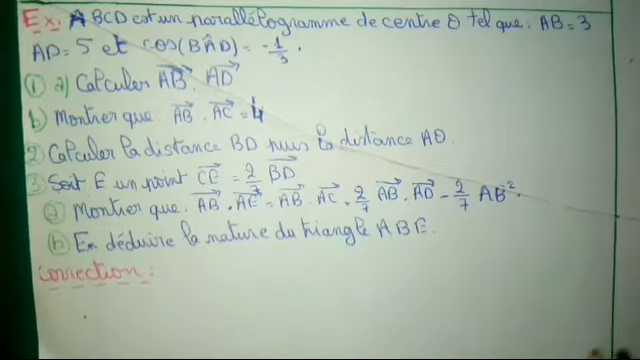 Ex: ABCD est un parallélogramme de centre O tel que: AB = 3
AD = 5 et cos(BÂD) = -1/3.
① a) Calculer AB⃗ . AD⃗
b) Montrer que AB⃗ . AC⃗ = 4
② Calculer la distance BD puis la distance AO.
③ Soit E un point CE⃗ = 2/7 BD⃗
ⓐ Montrer que: AB⃗ . AE⃗ = AB⃗ . AC⃗ + 2/7 AB⃗ . AD⃗ - 2/7 AB².
ⓑ En déduire la nature du triangle ABE.
Correction: